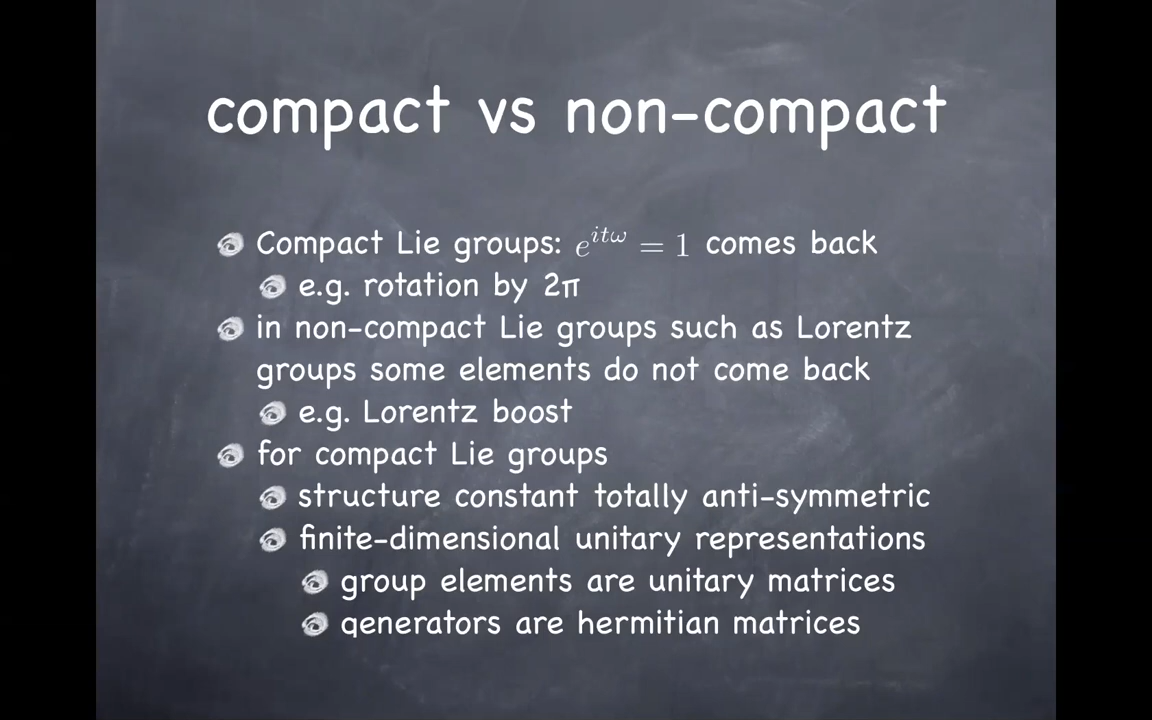 compact vs non-compact
Compact Lie groups: $e^{it\omega} = 1$ comes back
e.g. rotation by 2π
in non-compact Lie groups such as Lorentz
groups some elements do not come back
e.g. Lorentz boost
for compact Lie groups
structure constant totally anti-symmetric
finite-dimensional unitary representations
group elements are unitary matrices
generators are hermitian matrices